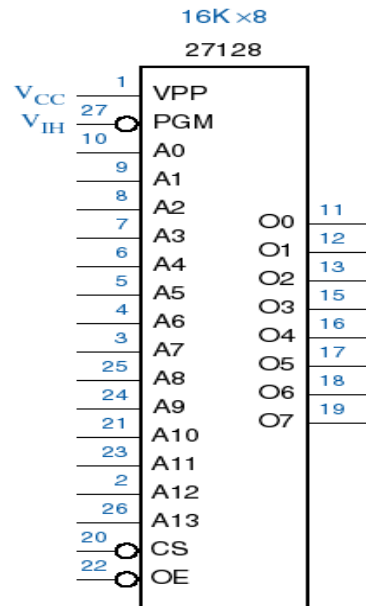 16K ×8
27128
V_CC 1 VPP
V_IH 27 PGM
10 A0
9 A1
8 A2
7 A3
6 A4
5 A5
4 A6
3 A7
25 A8
24 A9
21 A10
23 A11
2 A12
26 A13
20 CS
22 OE
O0 11
O1 12
O2 13
O3 15
O4 16
O5 17
O6 18
O7 19